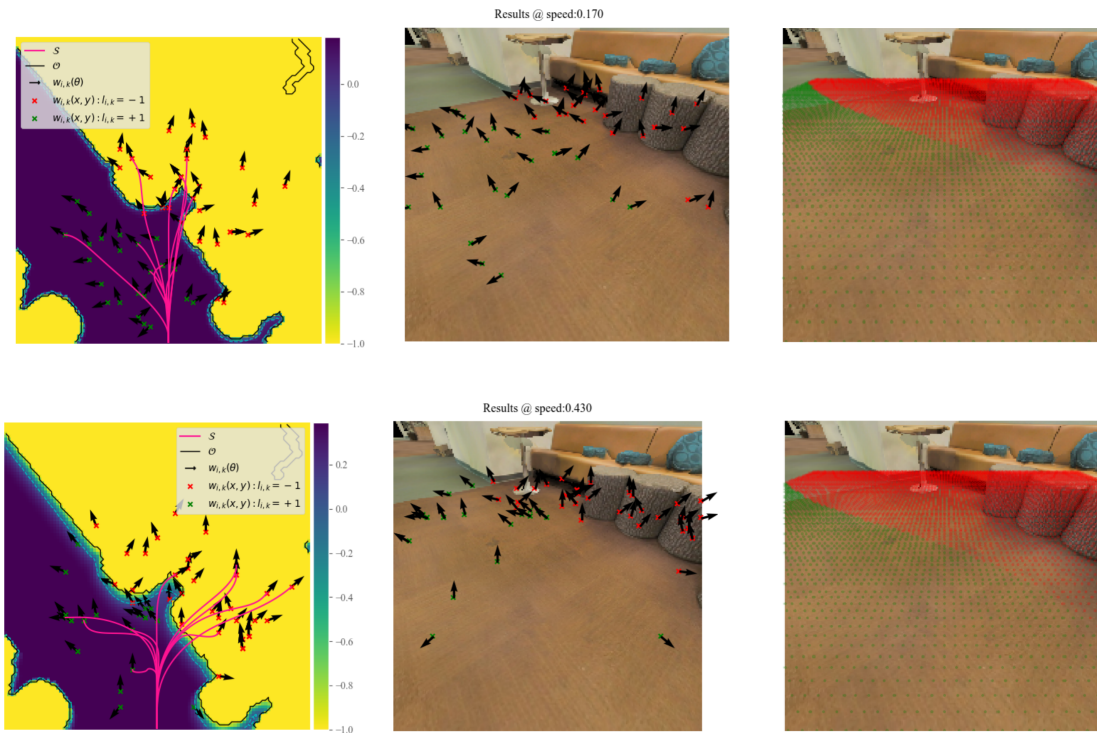 Results @ speed:0.170
S
O
w_{i,k}(θ)
w_{i,k}(x, y) : l_{i,k} = −1
w_{i,k}(x, y) : l_{i,k} = +1
0.0
−0.2
−0.4
−0.6
−0.8
−1.0
Results @ speed:0.430
S
O
w_{i,k}(θ)
w_{i,k}(x, y) : l_{i,k} = −1
w_{i,k}(x, y) : l_{i,k} = +1
0.2
0.0
−0.2
−0.4
−0.6
−0.8
−1.0